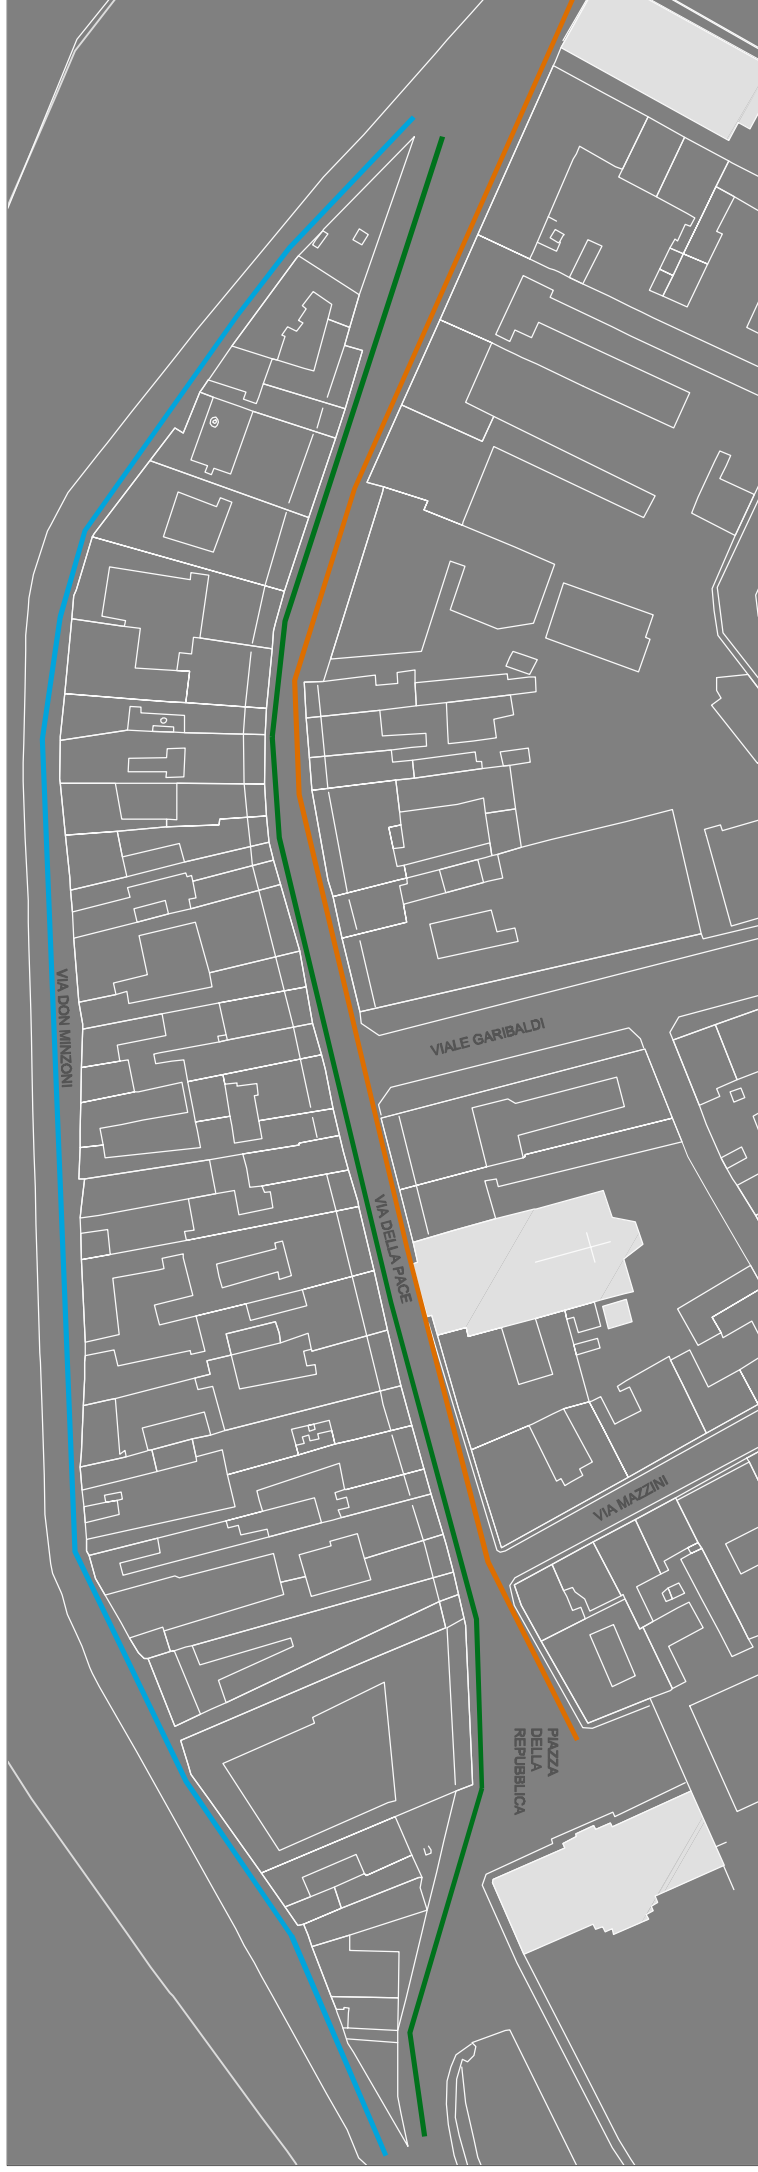 VIA DON MINZONI
VIALE GARIBALDI
VIA DELLA PACE
VIA MAZZINI
PIAZZA
DELLA
REPUBBLICA